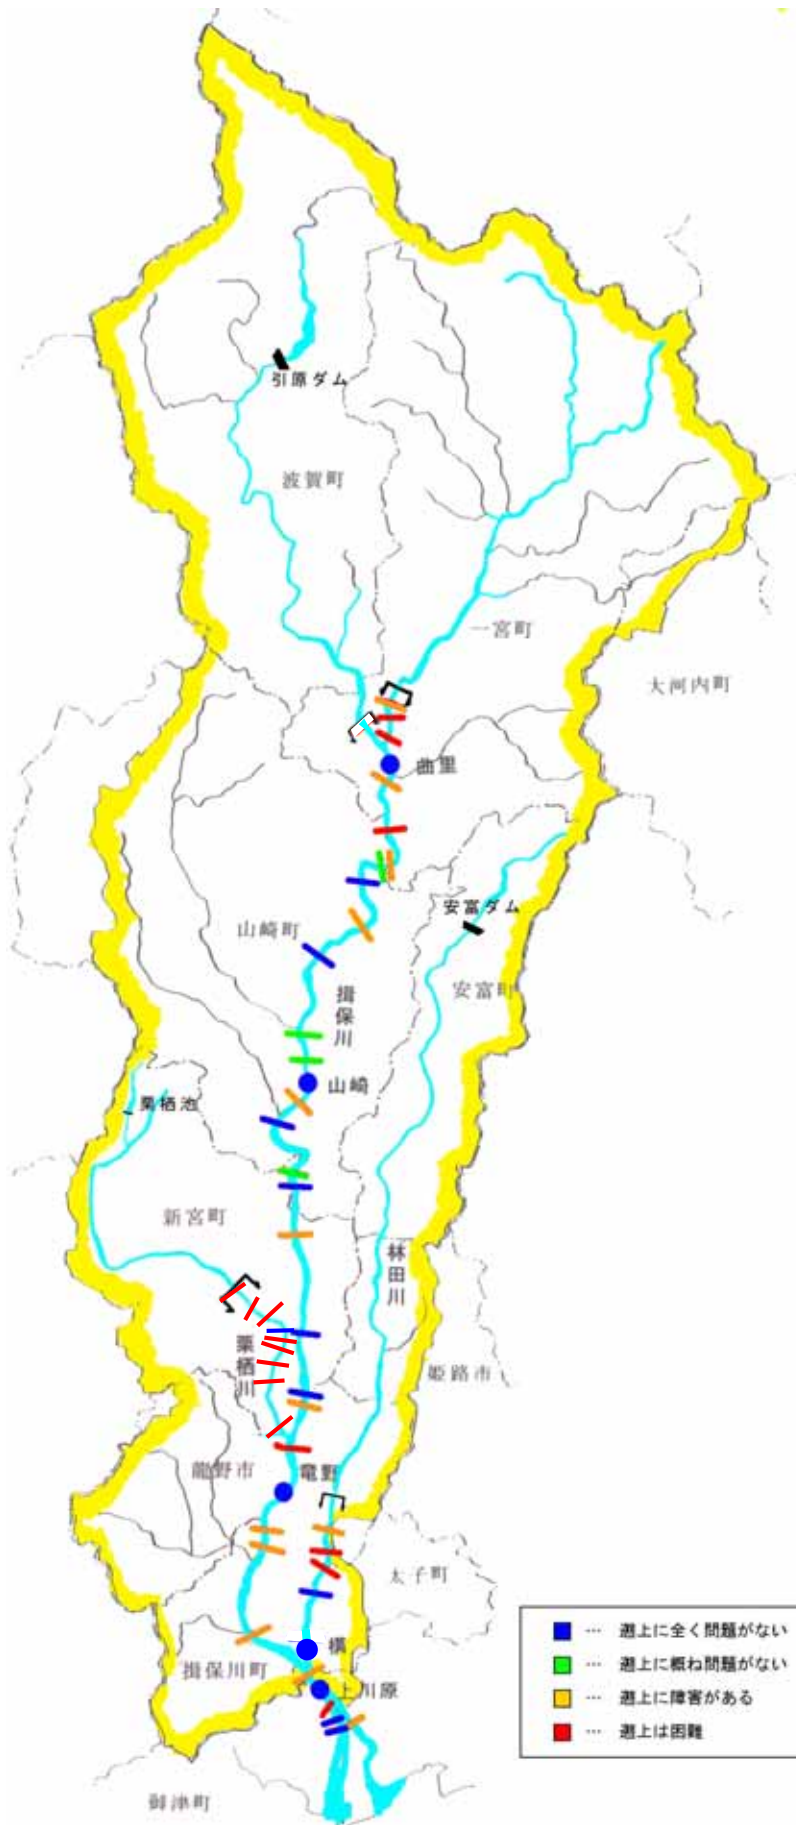 引原ダム
波賀町
一宮町
大河内町
曲里
安富ダム
山崎町
安富町
揖保川
山崎
栗栖池
新宮町
林田川
栗栖川
姫路市
龍野市
竜野
太子町
構
揖保川町
上川原
御津町
… 遡上に全く問題がない
… 遡上に概ね問題がない
… 遡上に障害がある
… 遡上は困難